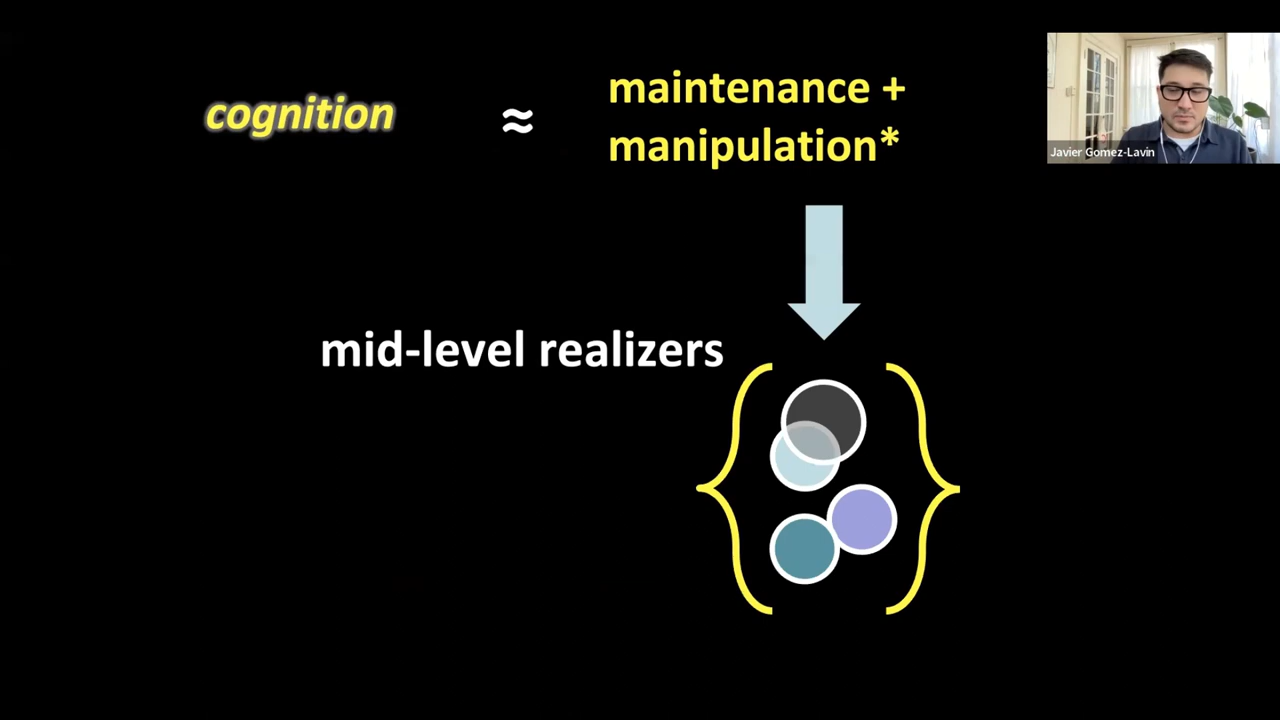 cognition
≈
maintenance +
manipulation*
Javier Gomez-Lavin
mid-level realizers